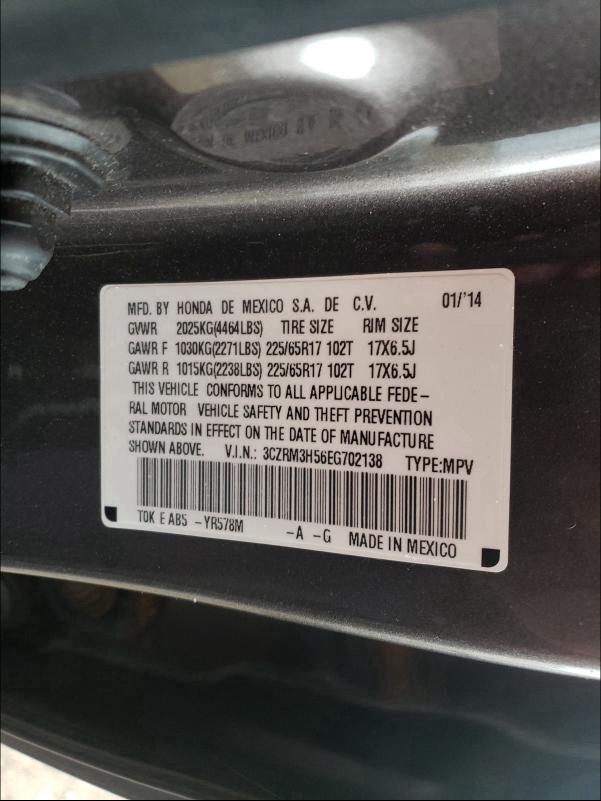 MFD. BY HONDA DE MEXICO S.A. DE C.V. 01/'14
GVWR 2025KG(4464LBS) TIRE SIZE RIM SIZE
GAWR F 1030KG(2271LBS) 225/65R17 102T 17X6.5J
GAWR R 1015KG(2238LBS) 225/65R17 102T 17X6.5J
THIS VEHICLE CONFORMS TO ALL APPLICABLE FEDE-
RAL MOTOR VEHICLE SAFETY AND THEFT PREVENTION
STANDARDS IN EFFECT ON THE DATE OF MANUFACTURE
SHOWN ABOVE. V.I.N.: 3CZRM3H56EG702138 TYPE:MPV
TOK E AB5 -YR578M -A -G MADE IN MEXICO